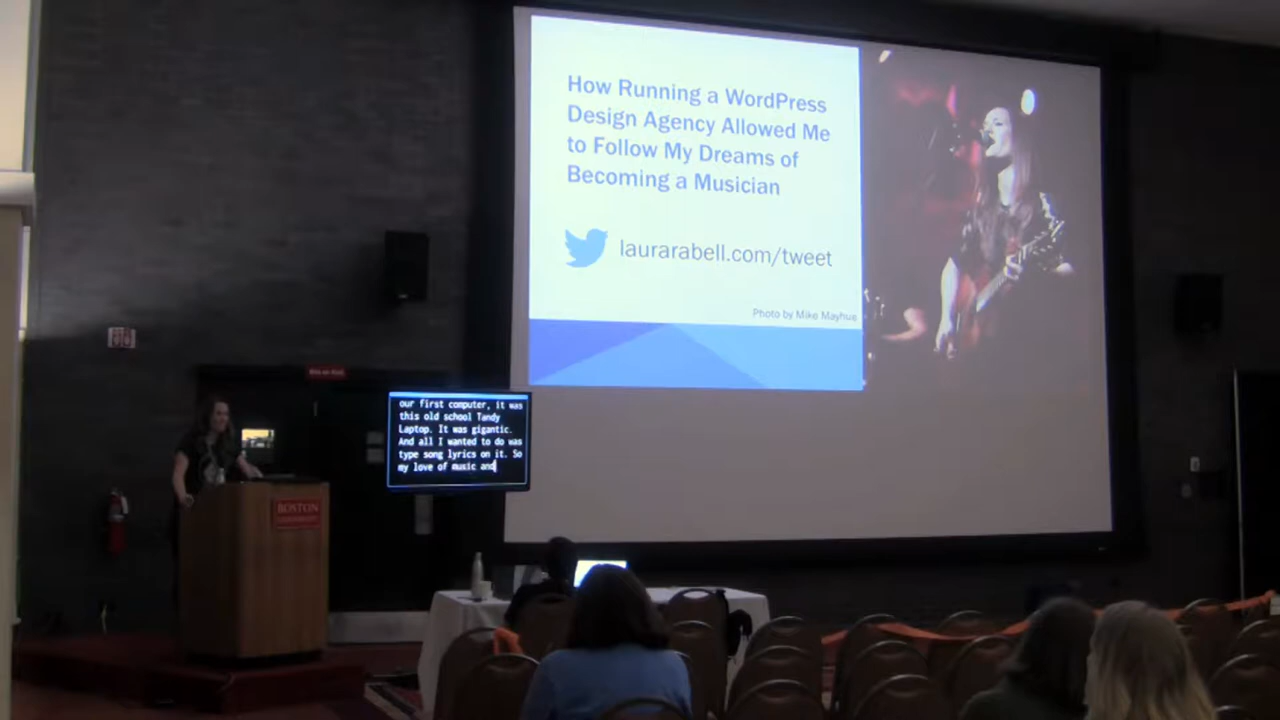 How Running a WordPress
Design Agency Allowed Me
to Follow My Dreams of
Becoming a Musician
laurarabell.com/tweet
Photo by Mike Mayhue
our first computer, it was
this old school Tandy
Laptop. It was gigantic.
And all I wanted to do was
type song lyrics on it. So
my love of music and
BOSTON
UNIVERSITY